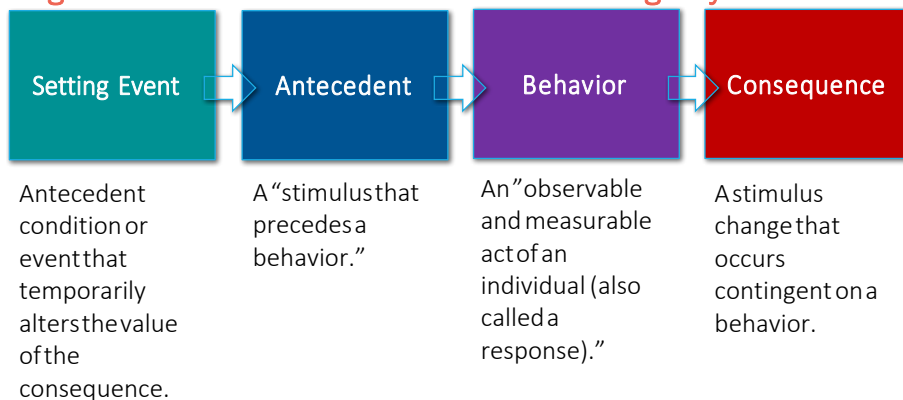 Setting Event
Antecedent
Behavior
Consequence
Antecedent
condition or
event that
temporarily
alters the value
of the
consequence.
A “stimulus that
precedes a
behavior.”
An ”observable
and measurable
act of an
individual (also
called a
response).”
A stimulus
change that
occurs
contingent on a
behavior.